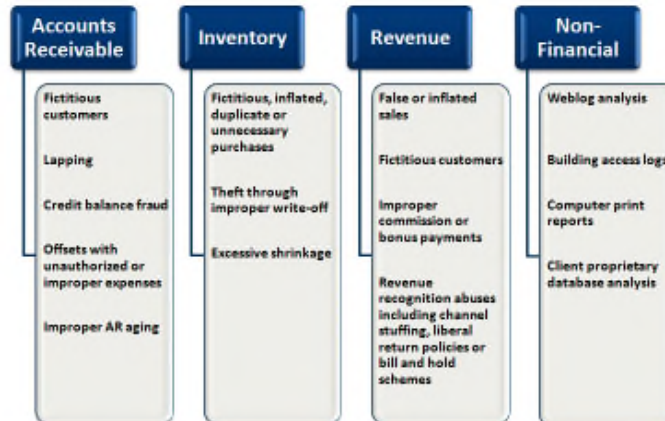 Accounts
Receivable
Fictitious
customers
Lapping
Credit balance fraud
Offsets with
unauthorized or
improper expenses
Improper AR aging
Inventory
Fictitious, inflated,
duplicate or
unnecessary
purchases
Theft through
improper write-off
Excessive shrinkage
Revenue
False or inflated
sales
Fictitious customers
Improper
commission or
bonus payments
Revenue
recognition abuses
including channel
stuffing, liberal
return policies or
bill and hold
schemes
Non-
Financial
Weblog analysis
Building access logs
Computer print
reports
Client proprietary
database analysis